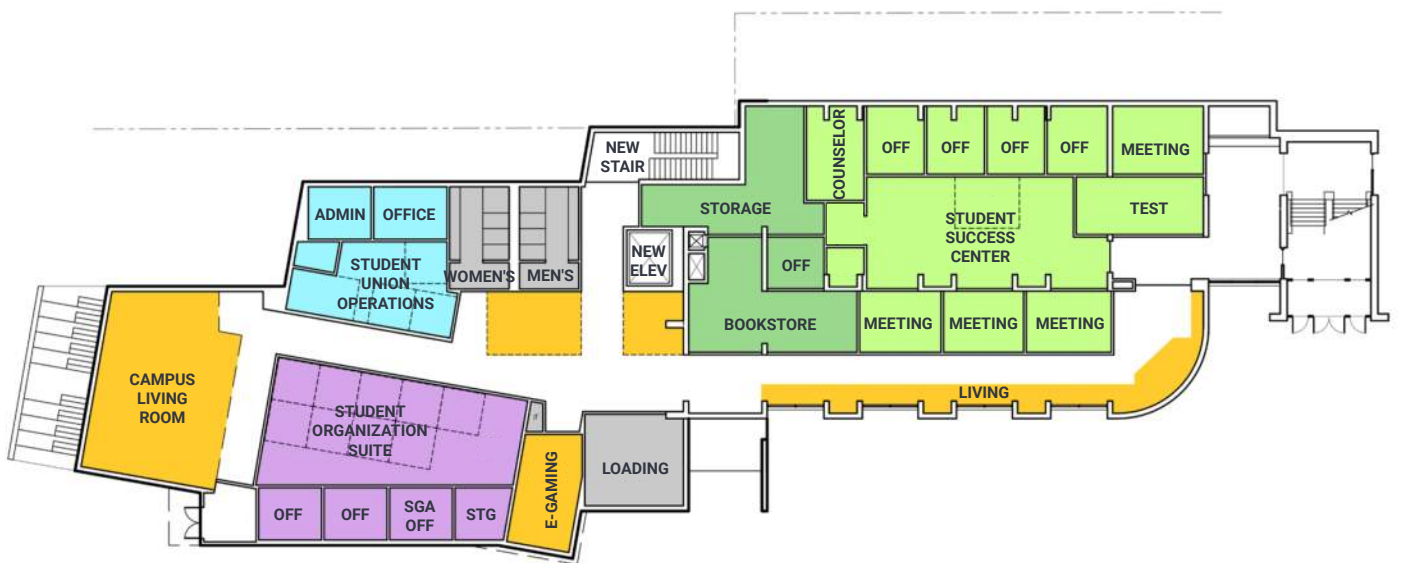 NEW
STAIR
COUNSELOR
OFF
OFF
OFF
OFF
MEETING
ADMIN
OFFICE
STORAGE
STUDENT
SUCCESS
CENTER
TEST
STUDENT
UNION
OPERATIONS
WOMEN'S
MEN'S
NEW
ELEV
OFF
BOOKSTORE
MEETING
MEETING
MEETING
CAMPUS
LIVING
ROOM
LIVING
STUDENT
ORGANIZATION
SUITE
E-GAMING
LOADING
OFF
OFF
SGA
OFF
STG